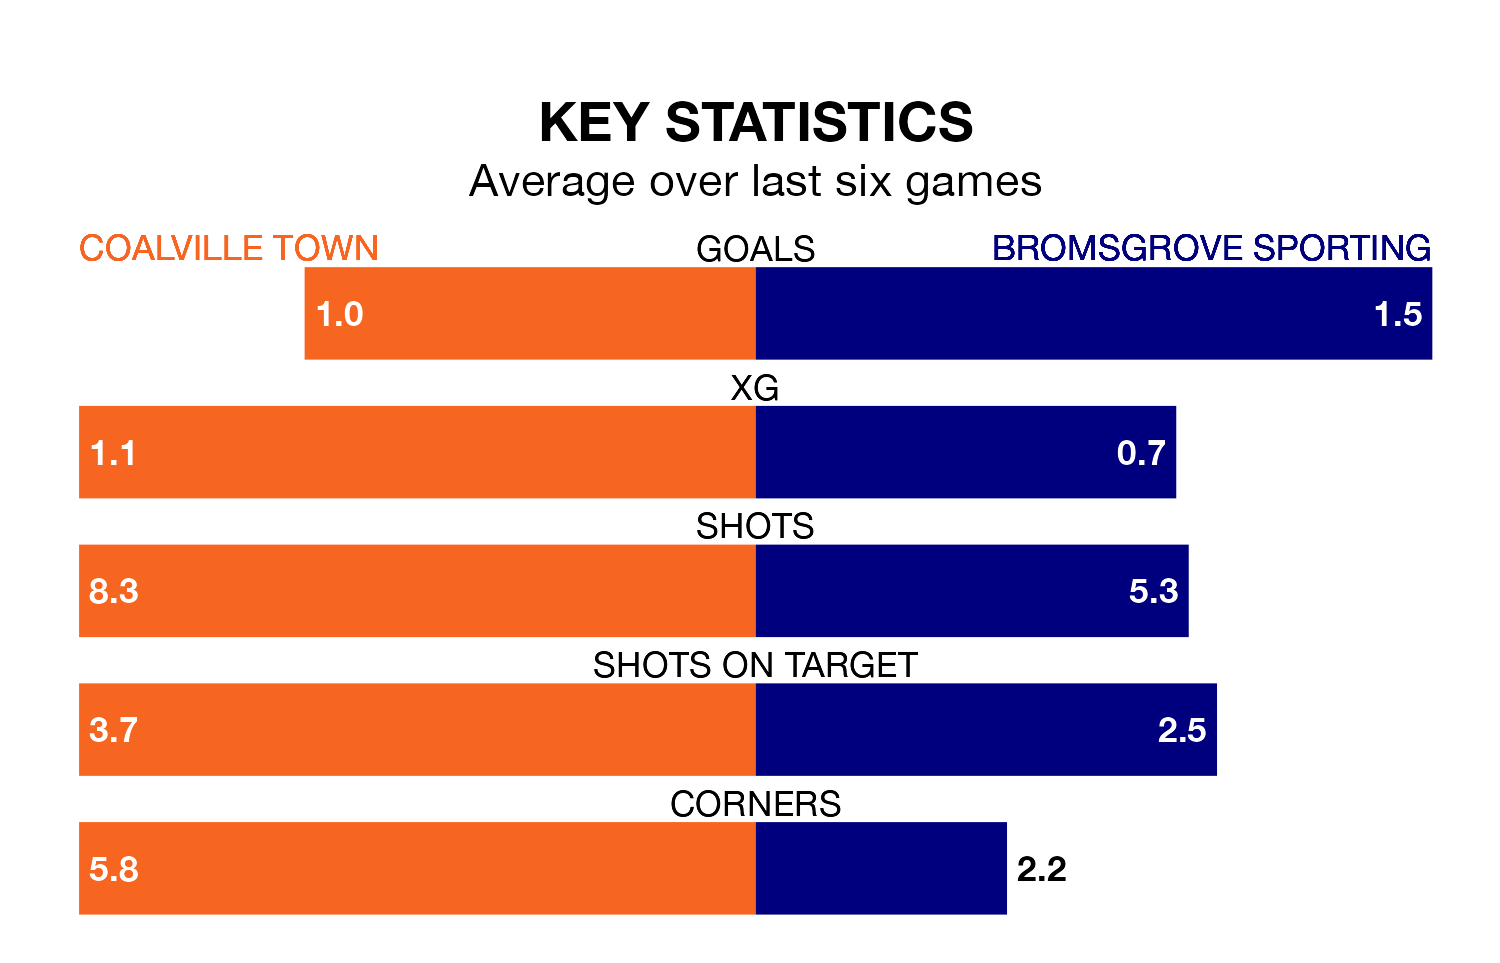 KEY STATISTICS
Average over last six games
COALVILLE TOWN GOALS BROMSGROVE SPORTING
1.0 1.5
XG
1.1 0.7
SHOTS
8.3 5.3
SHOTS ON TARGET
3.7 2.5
CORNERS
5.8 2.2